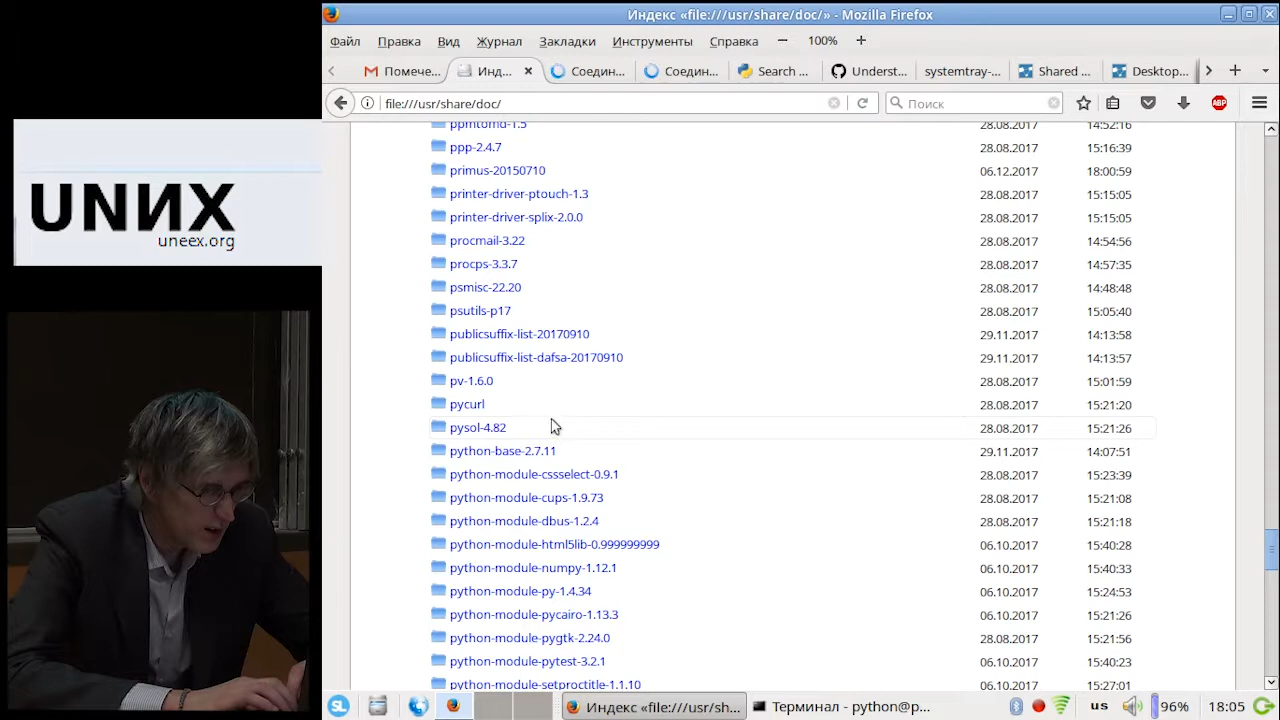 UNИX
uneex.org
Индекс «file:///usr/share/doc/» - Mozilla Firefox
Файл Правка Вид Журнал Закладки Инструменты Справка − 100% +
Помече... Инд... Соедин... Соедин... Search ... Underst... systemtray-... Shared ... Desktop...
file:///usr/share/doc/ Поиск ABP
ppmtomd-1.5 28.08.2017 14:52:16
ppp-2.4.7 28.08.2017 15:16:39
primus-20150710 06.12.2017 18:00:59
printer-driver-ptouch-1.3 28.08.2017 15:15:05
printer-driver-splix-2.0.0 28.08.2017 15:15:05
procmail-3.22 28.08.2017 14:54:56
procps-3.3.7 28.08.2017 14:57:35
psmisc-22.20 28.08.2017 14:48:48
psutils-p17 28.08.2017 15:05:40
publicsuffix-list-20170910 29.11.2017 14:13:58
publicsuffix-list-dafsa-20170910 29.11.2017 14:13:57
pv-1.6.0 28.08.2017 15:01:59
pycurl 28.08.2017 15:21:20
pysol-4.82 28.08.2017 15:21:26
python-base-2.7.11 29.11.2017 14:07:51
python-module-cssselect-0.9.1 28.08.2017 15:23:39
python-module-cups-1.9.73 28.08.2017 15:21:08
python-module-dbus-1.2.4 28.08.2017 15:21:18
python-module-html5lib-0.999999999 06.10.2017 15:40:28
python-module-numpy-1.12.1 06.10.2017 15:40:33
python-module-py-1.4.34 06.10.2017 15:24:53
python-module-pycairo-1.13.3 06.10.2017 15:21:26
python-module-pygtk-2.24.0 28.08.2017 15:21:56
python-module-pytest-3.2.1 06.10.2017 15:40:23
python-module-setproctitle-1.1.10 06.10.2017 15:27:01
SL Индекс «file:///usr/sh... Терминал - python@p... us 96% 18:05